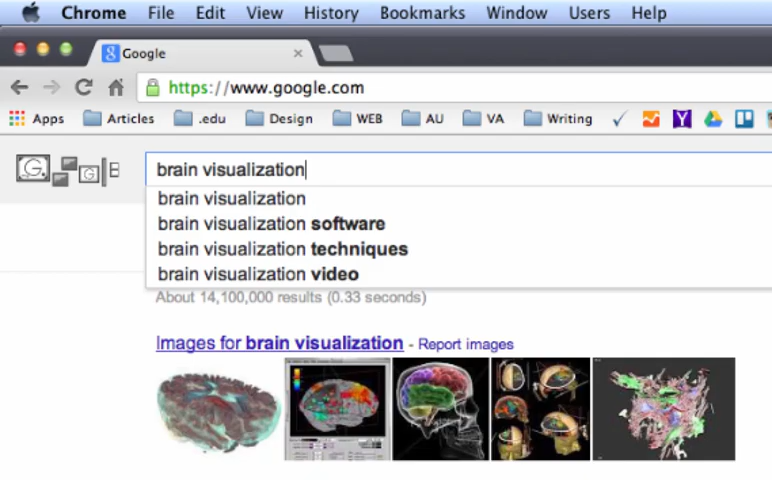 Chrome File Edit View History Bookmarks Window Users Help
Google
https://www.google.com
Apps Articles .edu Design WEB AU VA Writing
brain visualization
brain visualization
brain visualization software
brain visualization techniques
brain visualization video
About 14,100,000 results (0.33 seconds)
Images for brain visualization - Report images